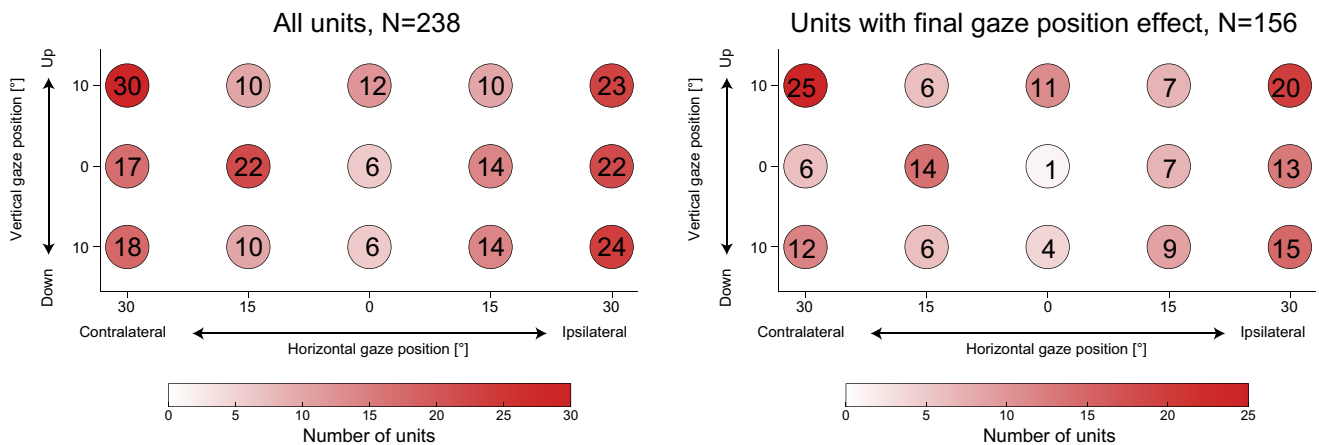 All units, N=238
Up
10
0
10
Down
Vertical gaze position [°]
30 10 12 10 23
17 22 6 14 22
18 10 6 14 24
30 15 0 15 30
Contralateral
Ipsilateral
Horizontal gaze position [°]
0 5 10 15 20 25 30
Number of units
Units with final gaze position effect, N=156
Up
10
0
10
Down
Vertical gaze position [°]
25 6 11 7 20
6 14 1 7 13
12 6 4 9 15
30 15 0 15 30
Contralateral
Ipsilateral
Horizontal gaze position [°]
0 5 10 15 20 25
Number of units